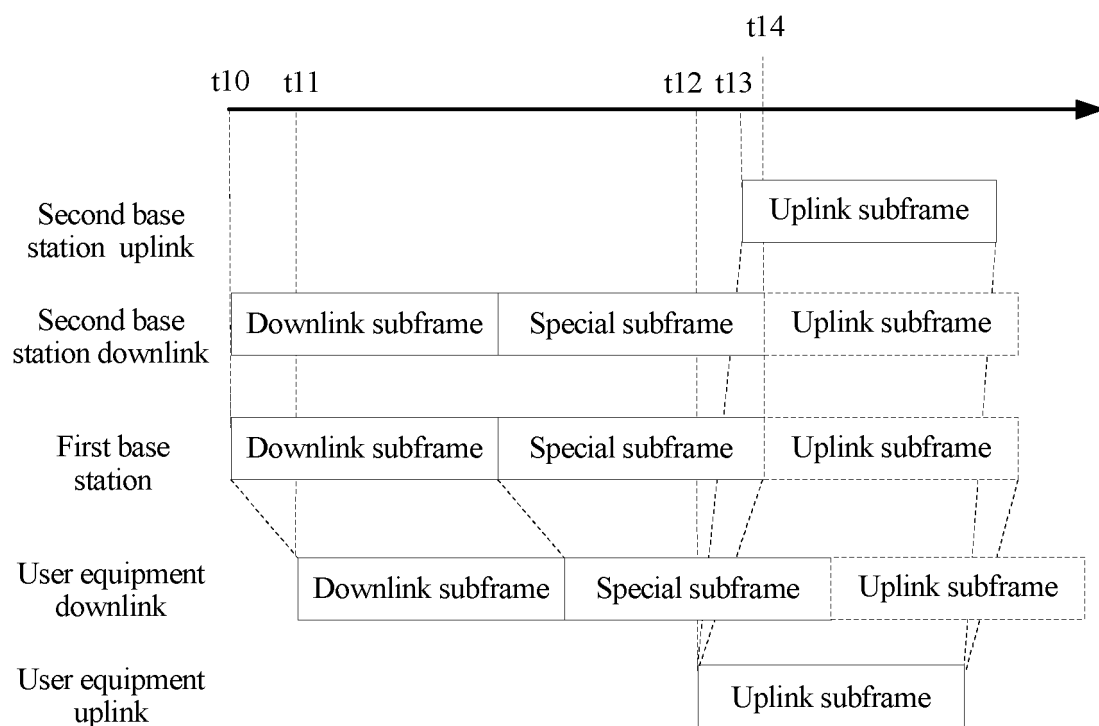 t14
t10 t11 t12 t13
Uplink subframe
Second base
station uplink
Second base
station downlink
Downlink subframe Special subframe Uplink subframe
First base
station
Downlink subframe Special subframe Uplink subframe
User equipment
downlink
Downlink subframe Special subframe Uplink subframe
User equipment
uplink
Uplink subframe